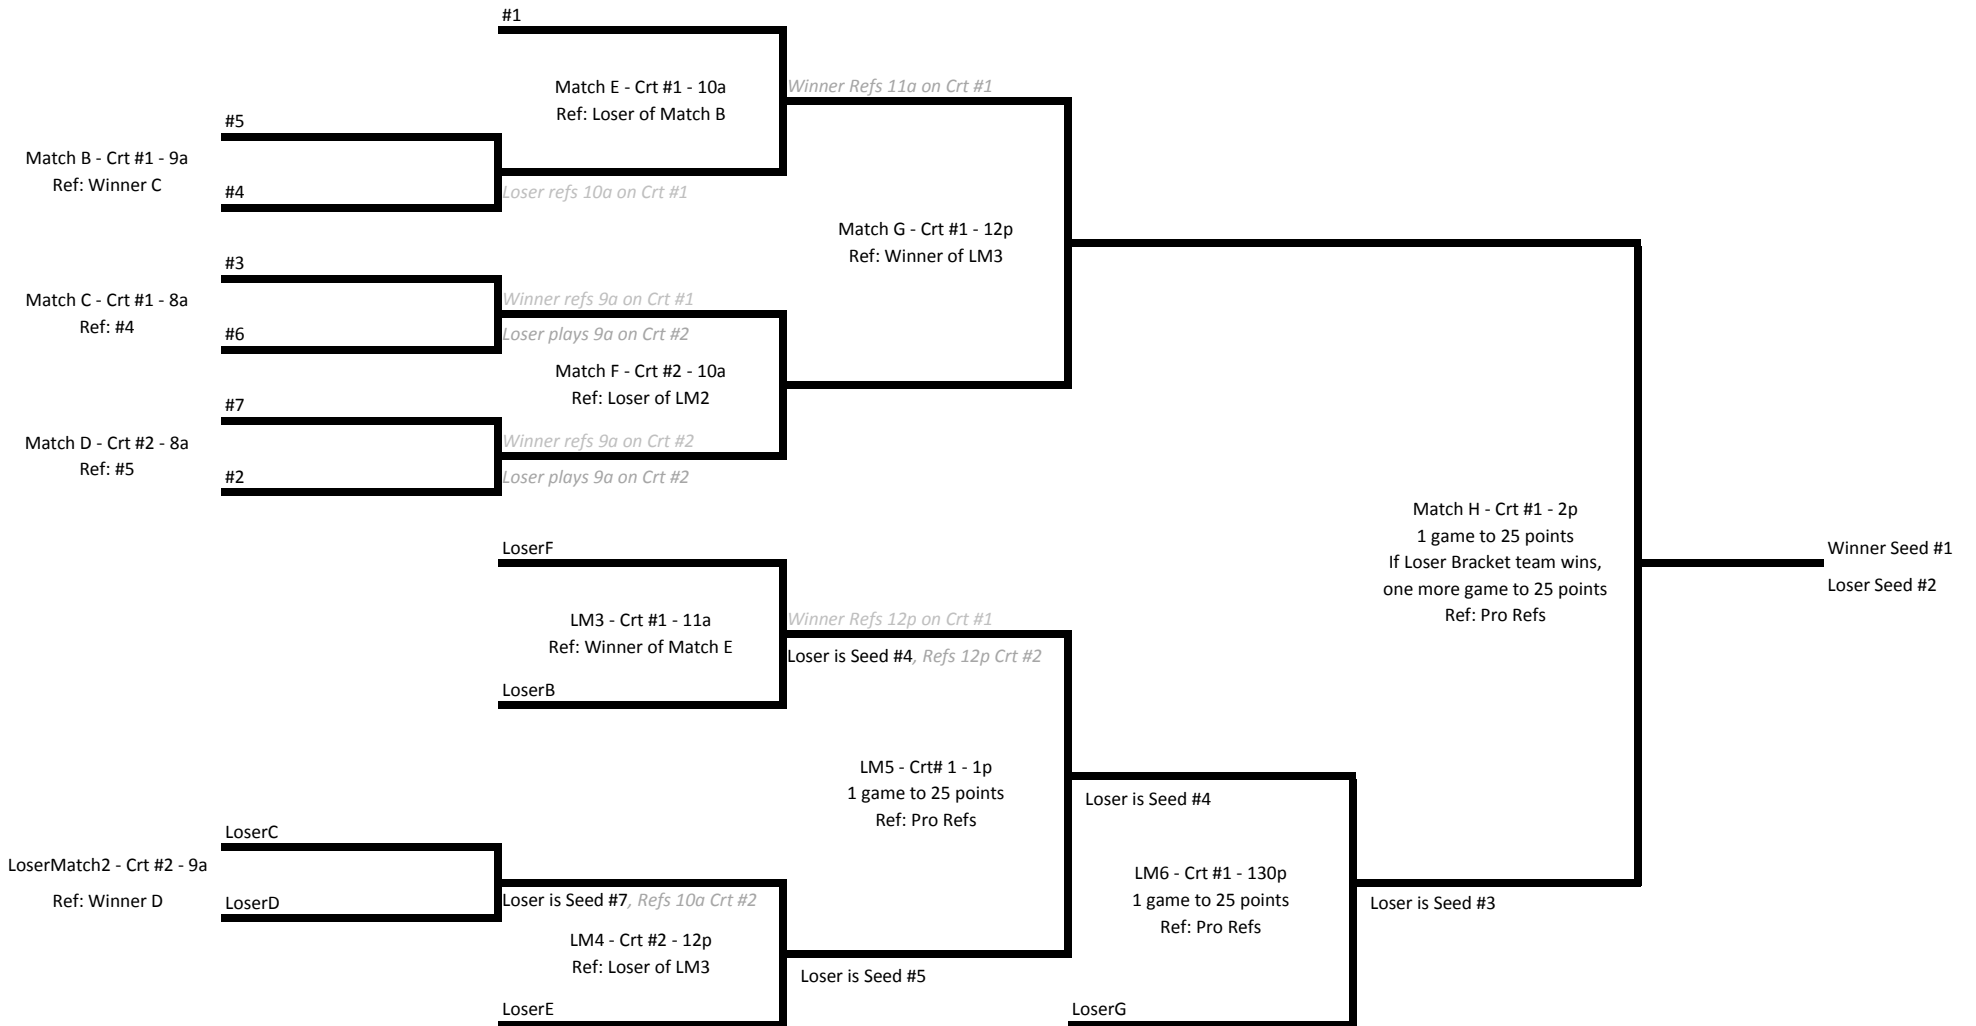 #1
Match E - Crt #1 - 10a
Ref: Loser of Match B
Winner Refs 11a on Crt #1
#5
Match B - Crt #1 - 9a
Ref: Winner C
#4
Loser refs 10a on Crt #1
Match G - Crt #1 - 12p
Ref: Winner of LM3
#3
Match C - Crt #1 - 8a
Ref: #4
#6
Winner refs 9a on Crt #1
Loser plays 9a on Crt #2
Match F - Crt #2 - 10a
Ref: Loser of LM2
#7
Match D - Crt #2 - 8a
Ref: #5
#2
Winner refs 9a on Crt #2
Loser plays 9a on Crt #2
Match H - Crt #1 - 2p
1 game to 25 points
If Loser Bracket team wins,
one more game to 25 points
Ref: Pro Refs
Winner Seed #1
Loser Seed #2
LoserF
LM3 - Crt #1 - 11a
Ref: Winner of Match E
Winner Refs 12p on Crt #1
Loser is Seed #4, Refs 12p Crt #2
LoserB
LM5 - Crt# 1 - 1p
1 game to 25 points
Ref: Pro Refs
Loser is Seed #4
LoserC
LoserMatch2 - Crt #2 - 9a
Ref: Winner D
LoserD
Loser is Seed #7, Refs 10a Crt #2
LM6 - Crt #1 - 130p
1 game to 25 points
Ref: Pro Refs
Loser is Seed #3
LM4 - Crt #2 - 12p
Ref: Loser of LM3
Loser is Seed #5
LoserE
LoserG